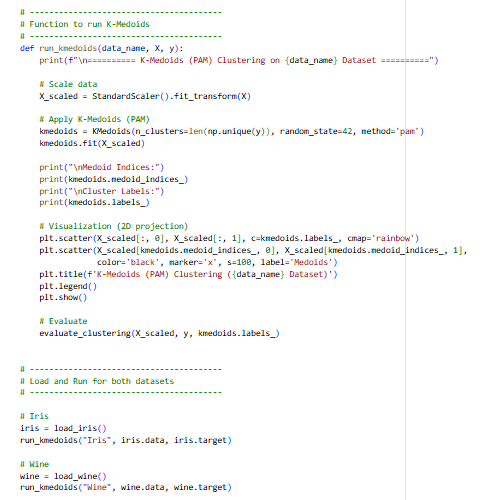 # ----------------------------------------
# Function to run K-Medoids
# ----------------------------------------
def run_kmedoids(data_name, X, y):
    print(f"\n========== K-Medoids (PAM) Clustering on {data_name} Dataset ==========")

    # Scale data
    X_scaled = StandardScaler().fit_transform(X)

    # Apply K-Medoids (PAM)
    kmedoids = KMedoids(n_clusters=len(np.unique(y)), random_state=42, method='pam')
    kmedoids.fit(X_scaled)

    print("\nMedoid Indices:")
    print(kmedoids.medoid_indices_)
    print("\nCluster Labels:")
    print(kmedoids.labels_)

    # Visualization (2D projection)
    plt.scatter(X_scaled[:, 0], X_scaled[:, 1], c=kmedoids.labels_, cmap='rainbow')
    plt.scatter(X_scaled[kmedoids.medoid_indices_, 0], X_scaled[kmedoids.medoid_indices_, 1],
                color='black', marker='x', s=100, label='Medoids')
    plt.title(f'K-Medoids (PAM) Clustering ({data_name} Dataset)')
    plt.legend()
    plt.show()

    # Evaluate
    evaluate_clustering(X_scaled, y, kmedoids.labels_)


# ----------------------------------------
# Load and Run for both datasets
# ----------------------------------------

# Iris
iris = load_iris()
run_kmedoids("Iris", iris.data, iris.target)

# Wine
wine = load_wine()
run_kmedoids("Wine", wine.data, wine.target)